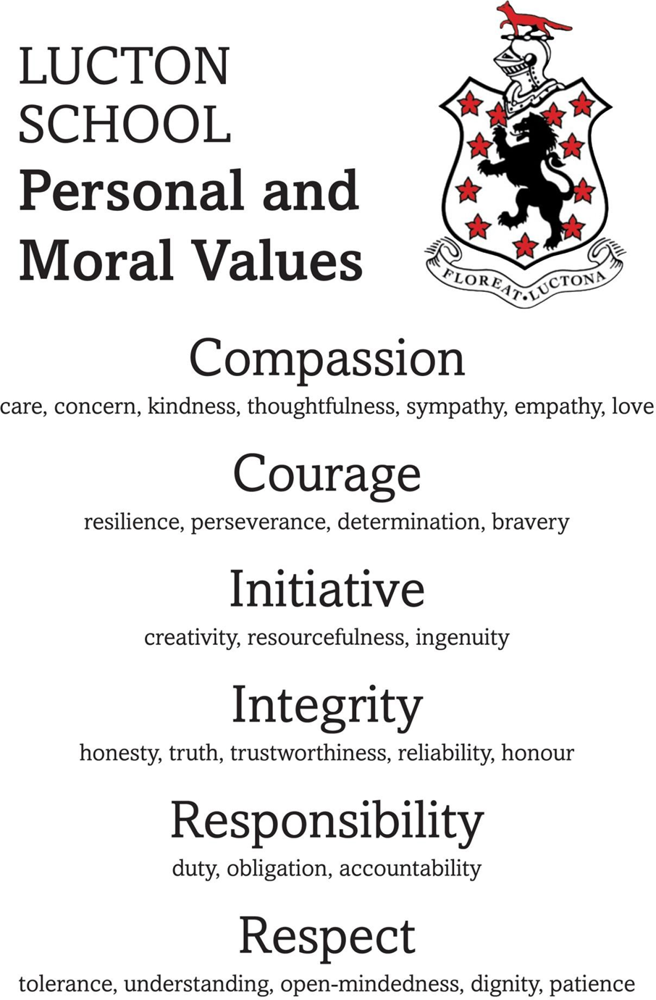 LUCTON
SCHOOL
Personal and
Moral Values
FLOREAT • LUCTONA
Compassion
care, concern, kindness, thoughtfulness, sympathy, empathy, love
Courage
resilience, perseverance, determination, bravery
Initiative
creativity, resourcefulness, ingenuity
Integrity
honesty, truth, trustworthiness, reliability, honour
Responsibility
duty, obligation, accountability
Respect
tolerance, understanding, open-mindedness, dignity, patience